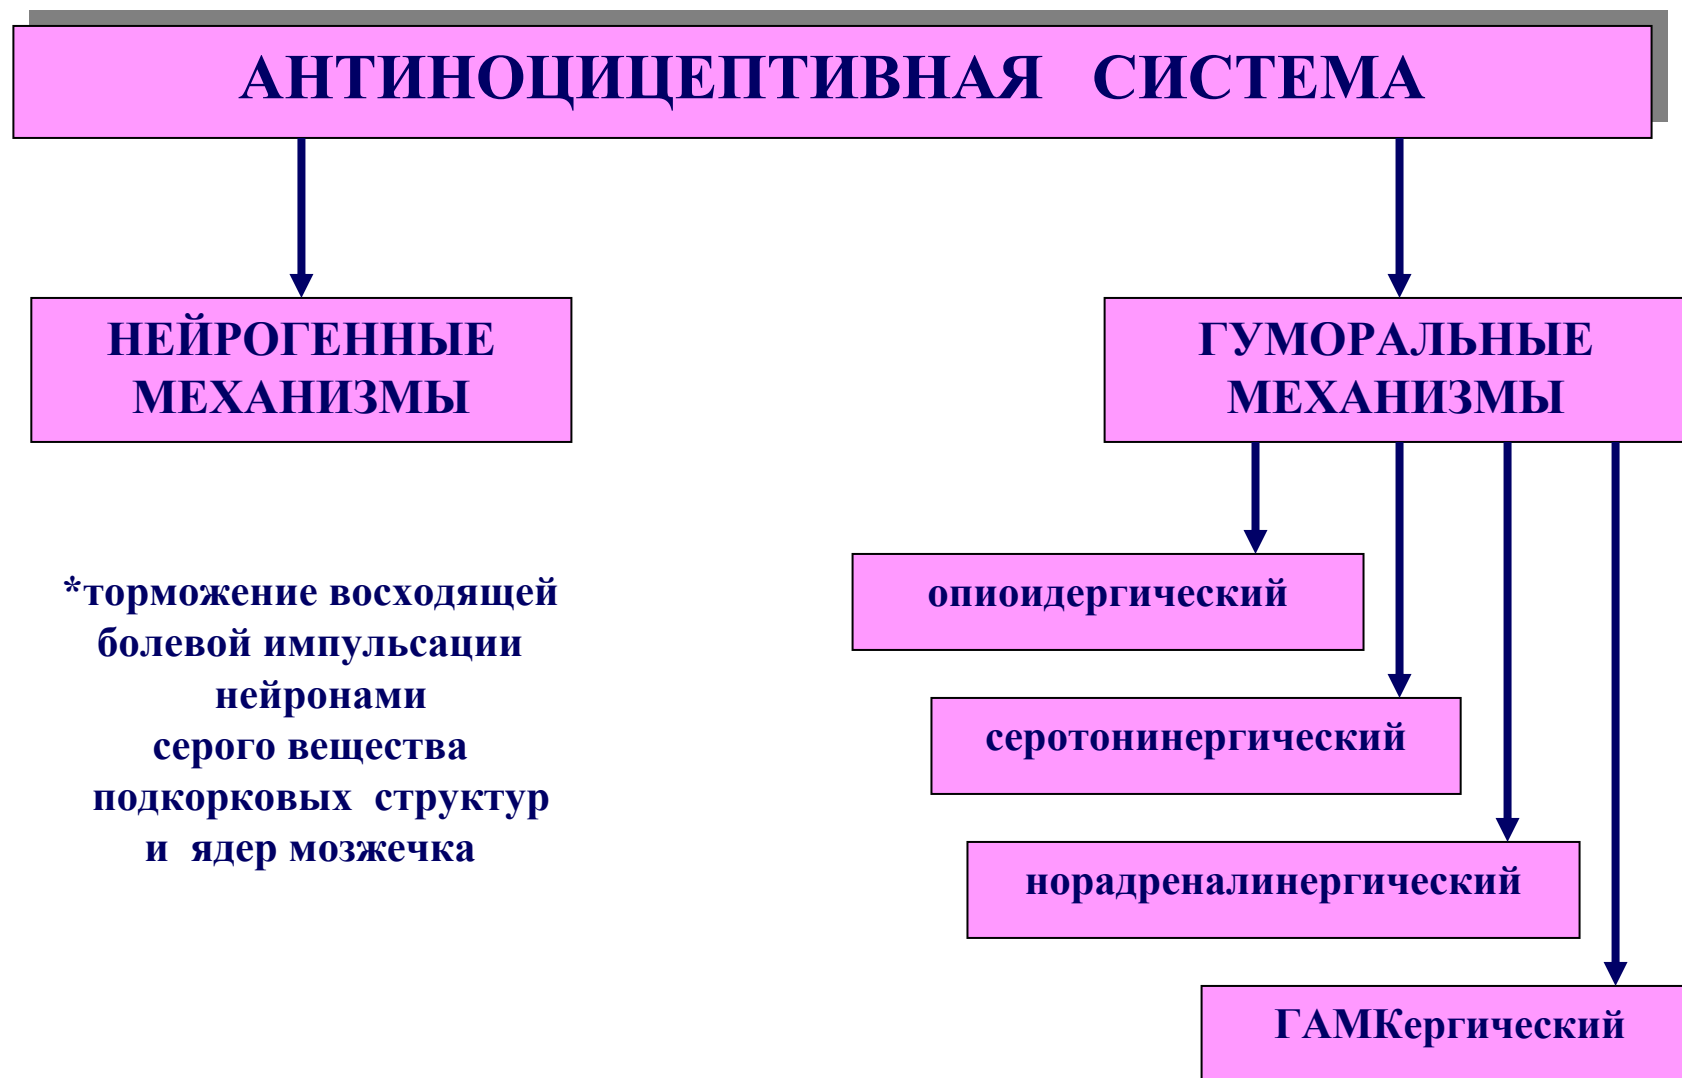 АНТИНОЦИЦЕПТИВНАЯ СИСТЕМА
НЕЙРОГЕННЫЕ
МЕХАНИЗМЫ
*торможение восходящей
болевой импульсации
нейронами
серого вещества
подкорковых структур
и ядер мозжечка
ГУМОРАЛЬНЫЕ
МЕХАНИЗМЫ
опиоидергический
серотонинергический
норадреналинергический
ГАМКергический